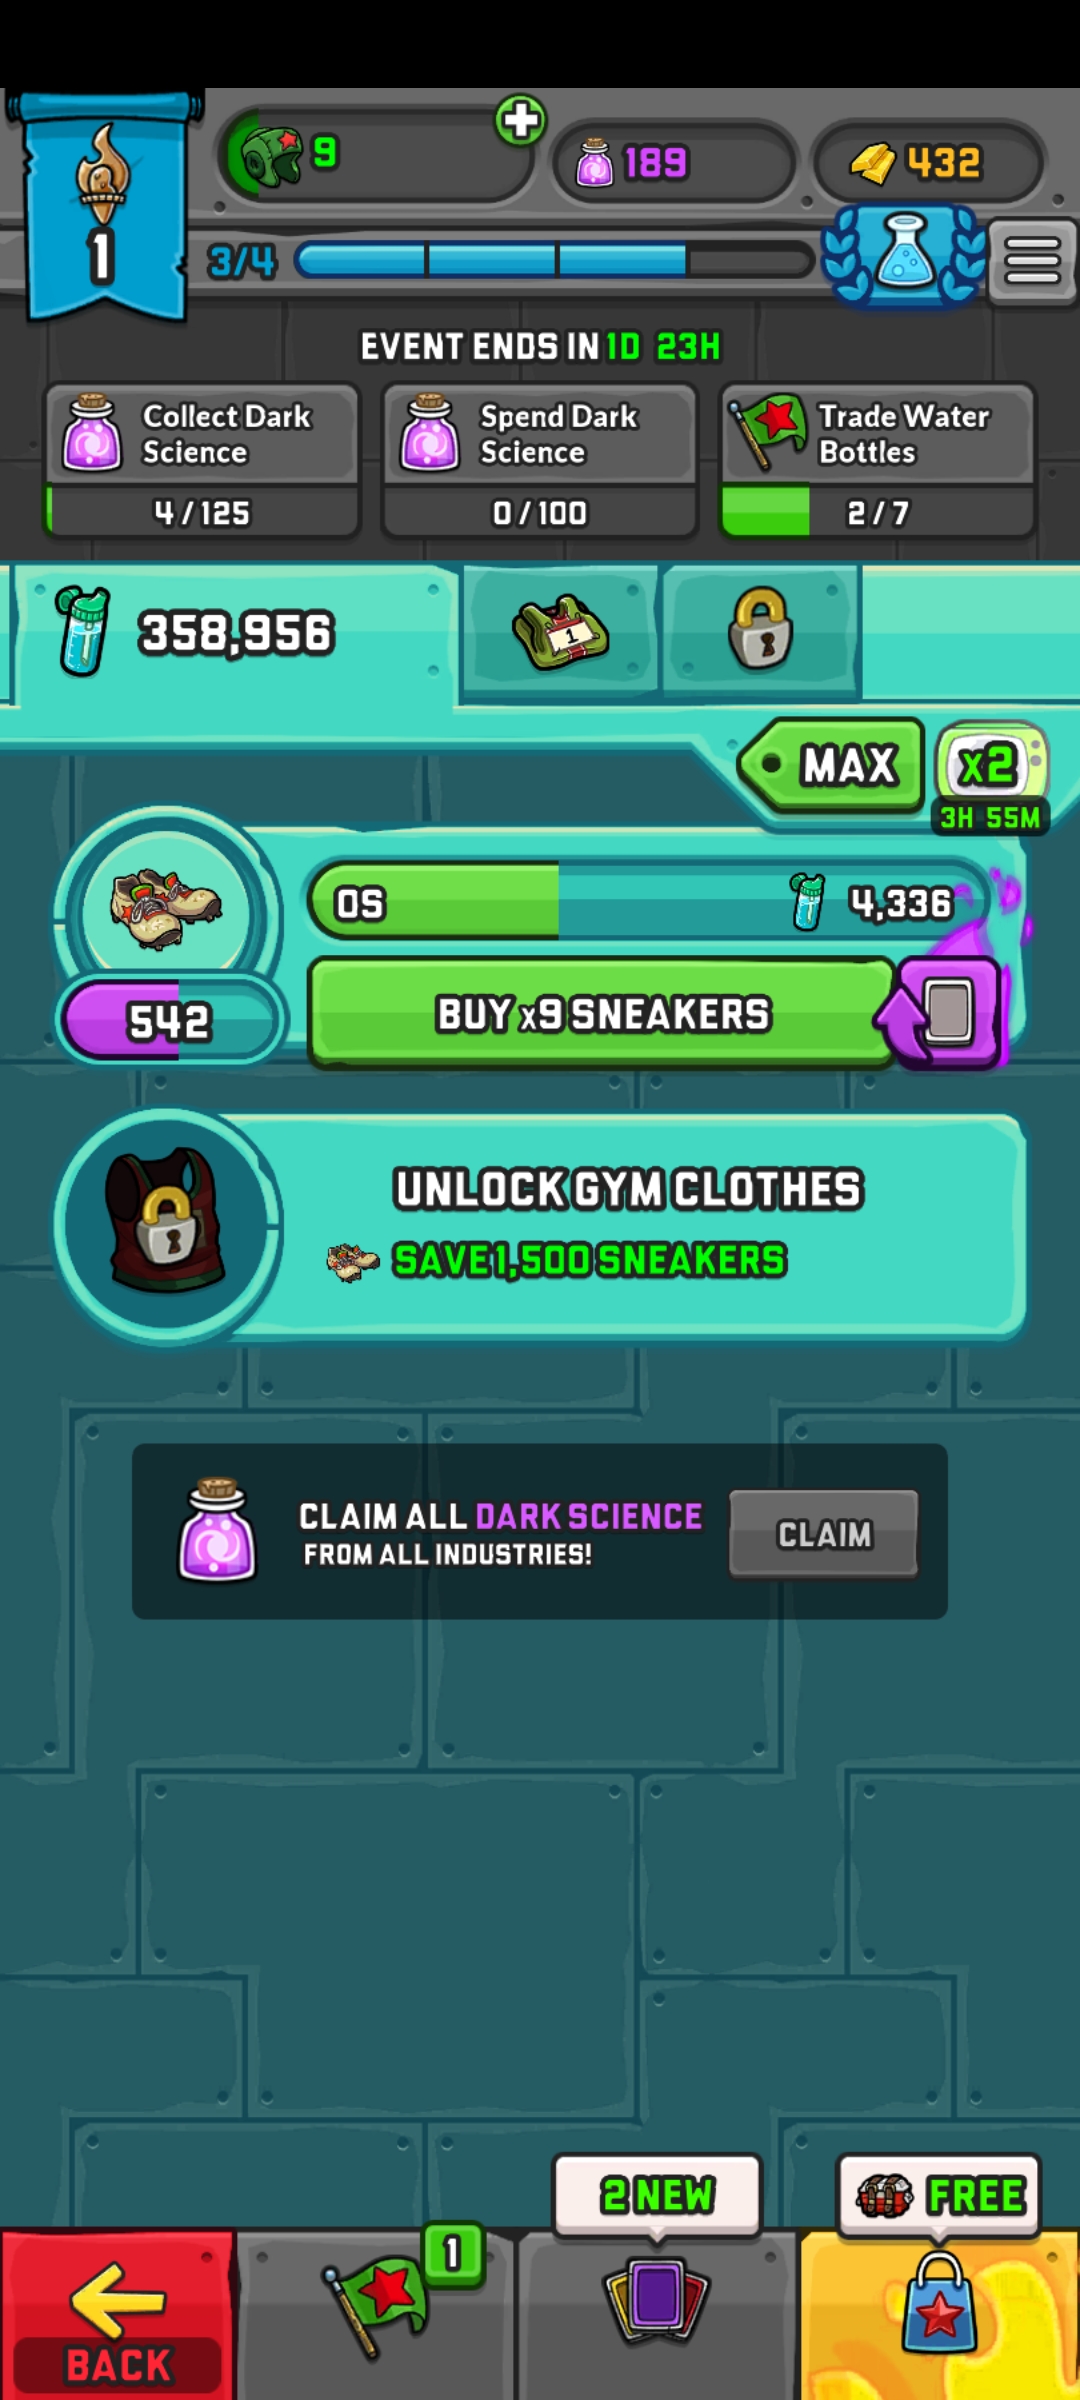 9
189
432
1
3/4
EVENT ENDS IN 1D 23H
Collect Dark
Science
4/125
Spend Dark
Science
0/100
Trade Water
Bottles
2/7
358,956
1
MAX
x2
3H 55M
0S
4,336
542
BUY x9 SNEAKERS
UNLOCK GYM CLOTHES
SAVE 1,500 SNEAKERS
CLAIM ALL DARK SCIENCE
FROM ALL INDUSTRIES!
CLAIM
2 NEW
FREE
1
BACK